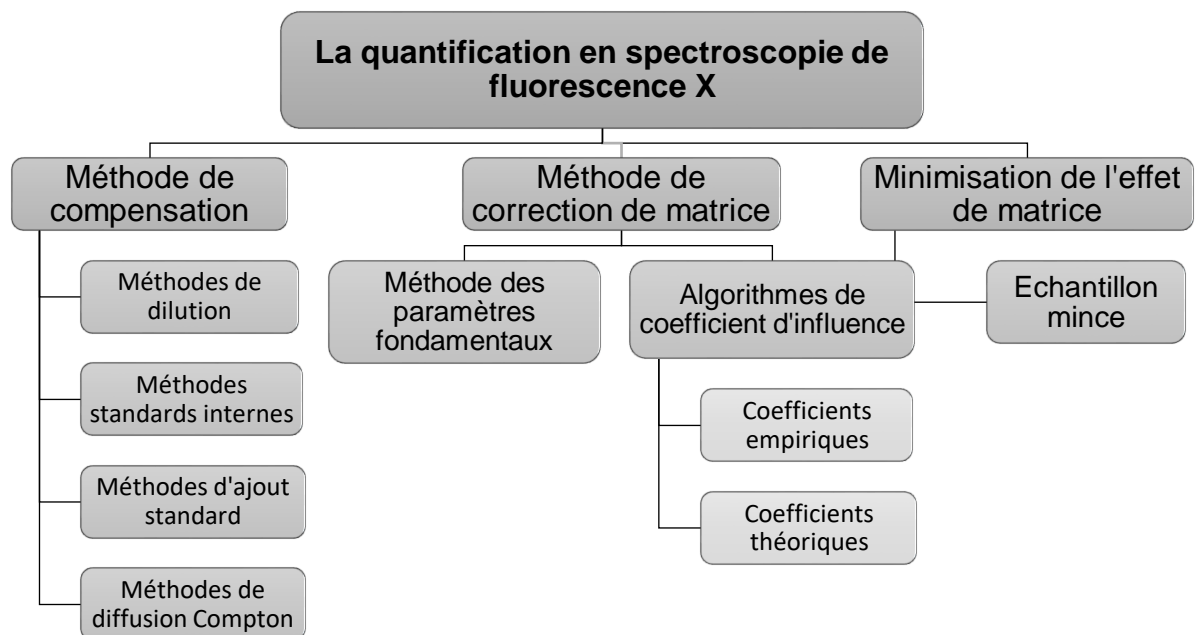 La quantification en spectroscopie de
fluorescence X
Méthode de
compensation
Méthodes de
dilution
Méthodes
standards internes
Méthodes d'ajout
standard
Méthodes de
diffusion Compton
Méthode de
correction de matrice
Méthode des
paramètres
fondamentaux
Algorithmes de
coefficient d'influence
Coefficients
empiriques
Coefficients
théoriques
Minimisation de l'effet
de matrice
Echantillon
mince